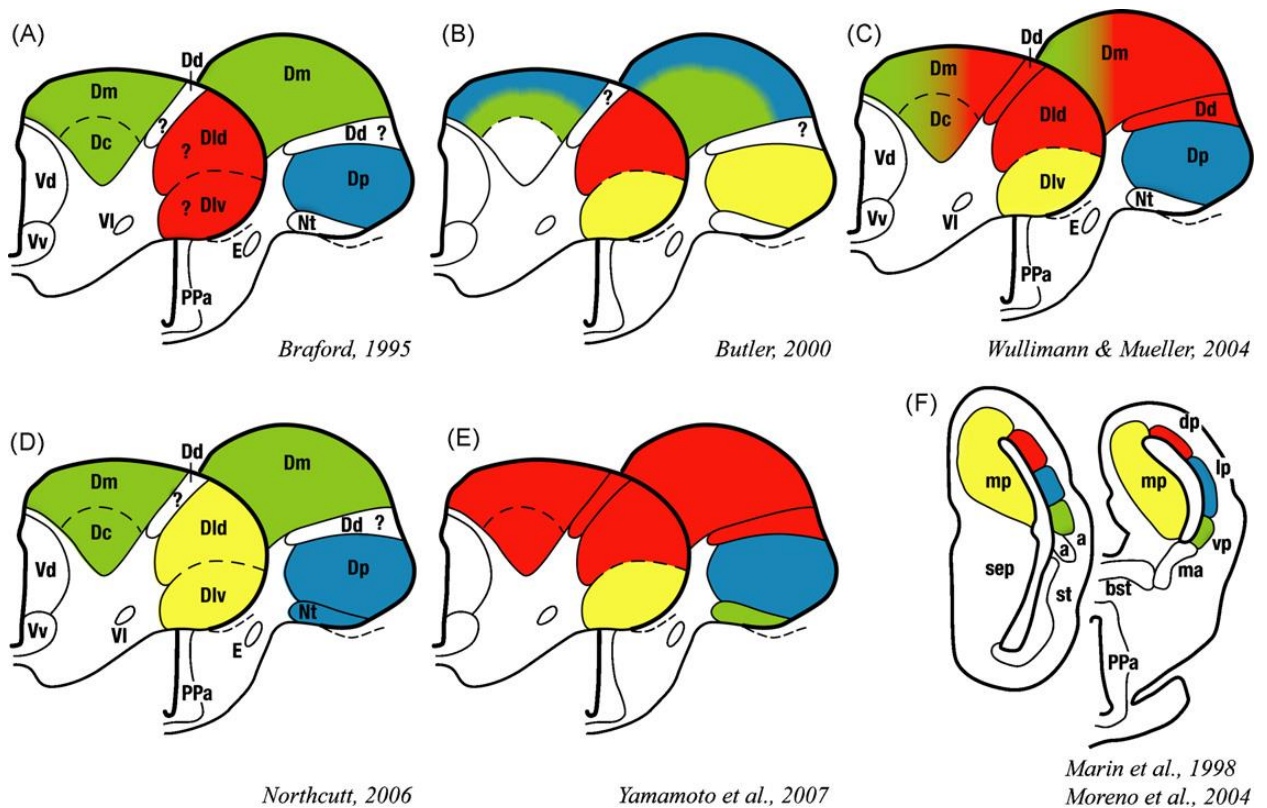 (A)
Dd
Dm
Dm
?
Dc
Dld
?
Dd ?
Vd
Dp
?
Dlv
Vl
Nt
Vv
E
PPa
Braford, 1995
(B)
?
?
Butler, 2000
(C)
Dd
Dm
Dm
Dc
Dld
Dd
Vd
Dp
Dlv
Vl
Nt
Vv
E
PPa
Wullimann & Mueller, 2004
(D)
Dd
Dm
Dm
?
Dc
Dld
Dd ?
Vd
Dp
Dlv
Nt
Vv
Vl
E
PPa
Northcutt, 2006
(E)
Yamamoto et al., 2007
(F)
dp
mp
mp
lp
a
a
vp
sep
ma
st
bst
PPa
Marin et al., 1998
Moreno et al., 2004